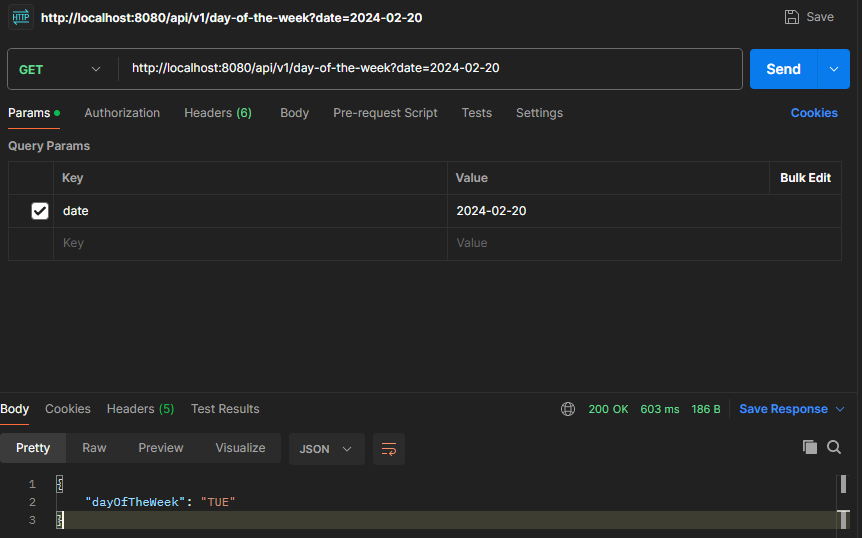 HTTP http://localhost:8080/api/v1/day-of-the-week?date=2024-02-20 Save
GET http://localhost:8080/api/v1/day-of-the-week?date=2024-02-20 Send
Params Authorization Headers (6) Body Pre-request Script Tests Settings Cookies
Query Params
Key Value Bulk Edit
date 2024-02-20
Key Value
Body Cookies Headers (5) Test Results 200 OK 603 ms 186 B Save Response
Pretty Raw Preview Visualize JSON
1 {
2 "dayOfTheWeek": "TUE"
3 }